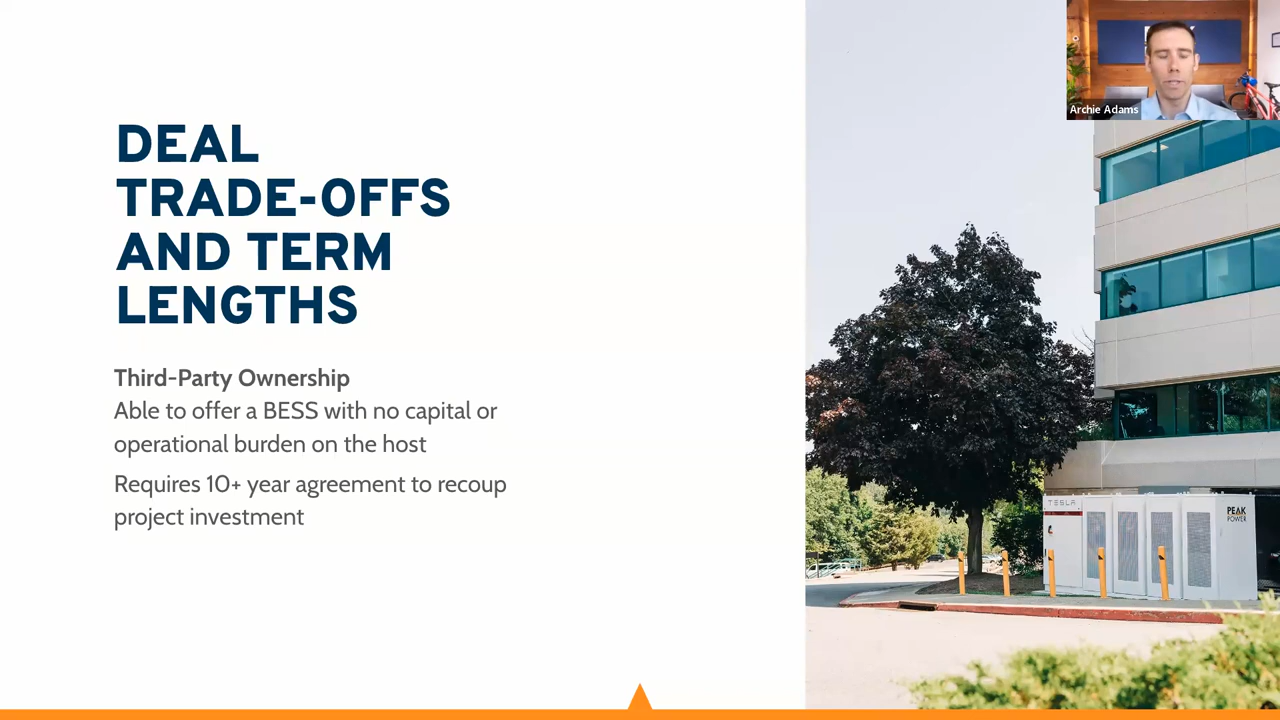 Archie Adams
DEAL
TRADE-OFFS
AND TERM
LENGTHS
Third-Party Ownership
Able to offer a BESS with no capital or
operational burden on the host
Requires 10+ year agreement to recoup
project investment
TESLA
PEAK
POWER